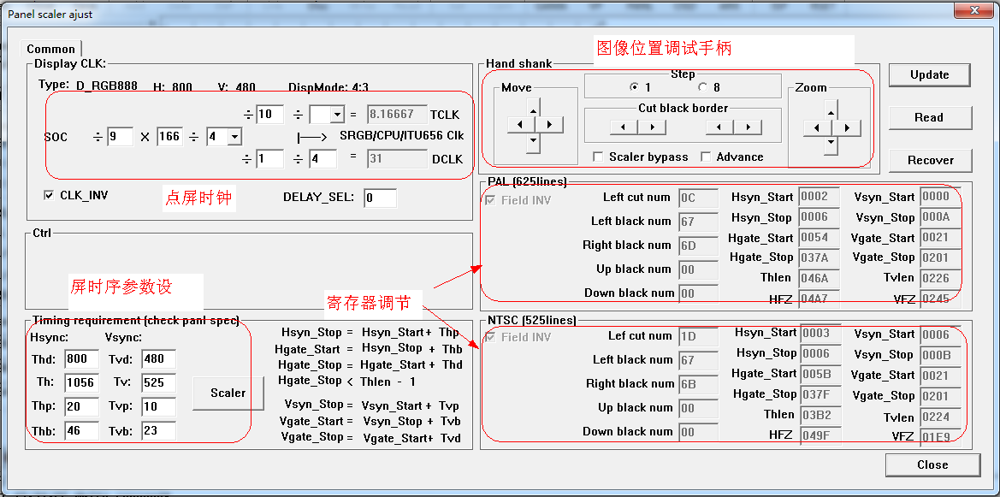 Panel scaler ajust
Common
Display CLK:
Type: D_RGB888 H: 800 V: 480 DispMode: 4:3
÷ 10 ÷ = 8.16667 TCLK
SOC ÷ 9 X 166 ÷ 4 |--> SRGB/CPU/ITU656 Clk
÷ 1 ÷ 4 = 31 DCLK
CLK_INV
点屏时钟
DELAY_SEL: 0
Ctrl
屏时序参数设
寄存器调节
Timing requirement (check panl spec)
Hsync: Vsync:
Thd: 800 Tvd: 480
Th: 1056 Tv: 525
Thp: 20 Tvp: 10
Thb: 46 Tvb: 23
Scaler
Hsyn_Stop = Hsyn_Start+ Thp
Hgate_Start = Hsyn_Stop + Thb
Hgate_Stop = Hgate_Start + Thd
Hgate_Stop < Thlen - 1
Vsyn_Stop = Vsyn_Start+ Tvp
Vgate_Start = Vsyn_Stop + Tvb
Vgate_Stop = Vgate_Start+ Tvd
图像位置调试手柄
Hand shank
Move
Step
1 8
Cut black border
Scaler bypass Advance
Zoom
Update
Read
Recover
PAL (625lines)
Field INV
Left cut num 0C Hsyn_Start 0002 Vsyn_Start 0000
Left black num 67 Hsyn_Stop 0006 Vsyn_Stop 000A
Right black num 6D Hgate_Start 0054 Vgate_Start 0021
Up black num 00 Hgate_Stop 037A Vgate_Stop 0201
Down black num 00 Thlen 046A Tvlen 0226
HFZ 04A7 VFZ 0245
NTSC (525lines)
Field INV
Lef cut num 1D Hsyn_Start 0003 Vsyn_Start 0006
Left black num 67 Hsyn_Stop 0006 Vsyn_Stop 000B
Right black num 6B Hgate_Start 005B Vgate_Start 0021
Up black num 00 Hgate_Stop 037F Vgate_Stop 0201
Down black num 00 Thlen 03B2 Tvlen 0224
HFZ 049F VFZ 01E9
Close